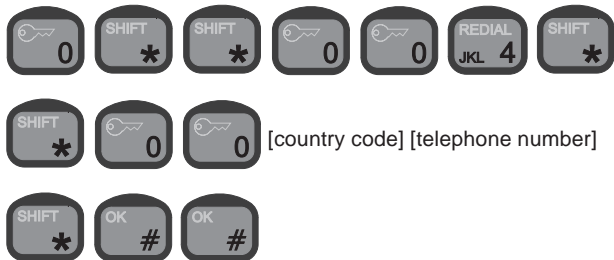 0 SHIFT * SHIFT * 0 0 REDIAL JKL 4 SHIFT *
SHIFT * 0 0 [country code] [telephone number]
SHIFT * OK # OK #